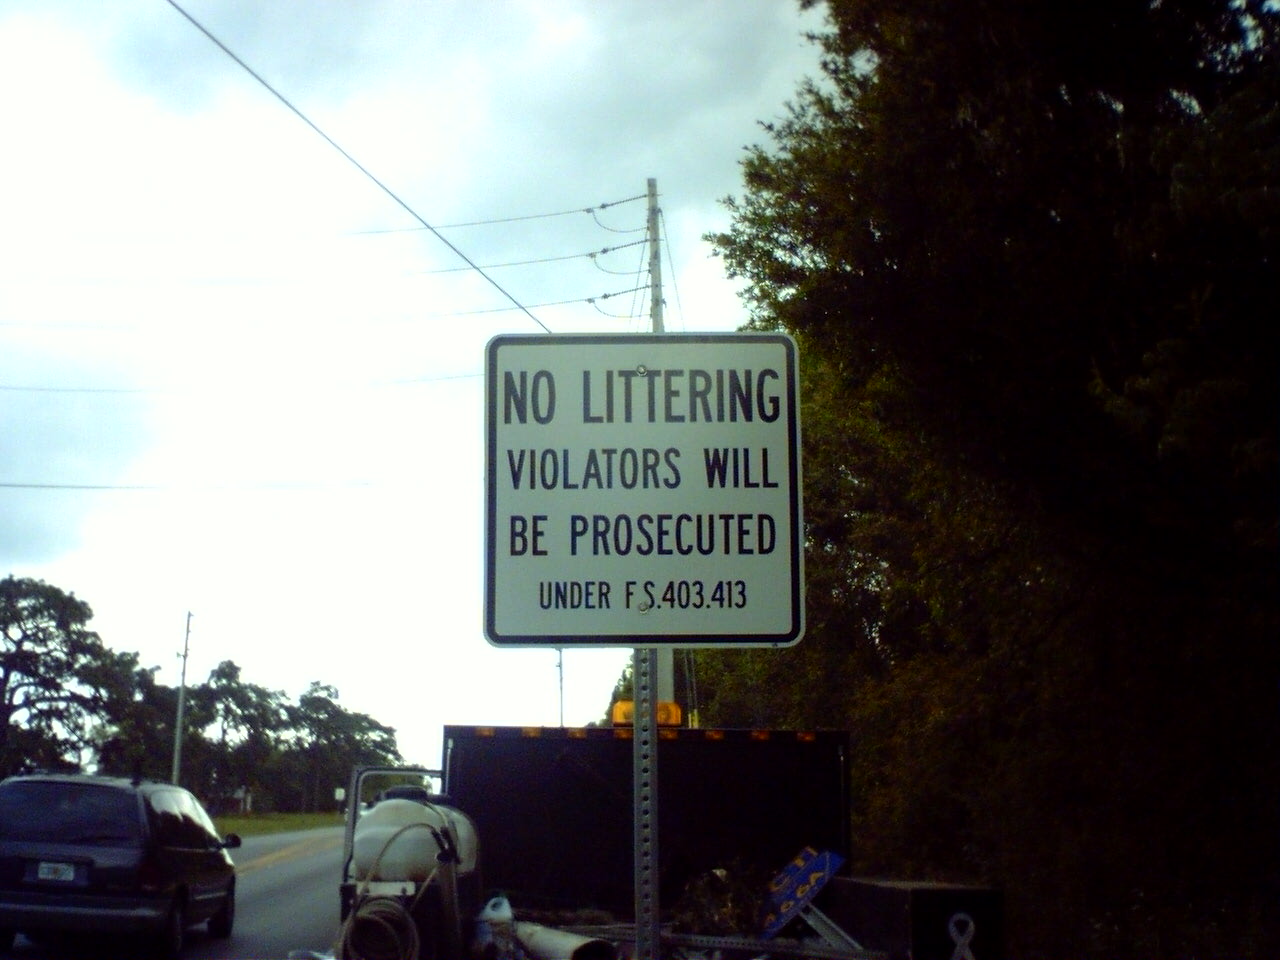 NO LITTERING
VIOLATORS WILL
BE PROSECUTED
UNDER F S.403.413